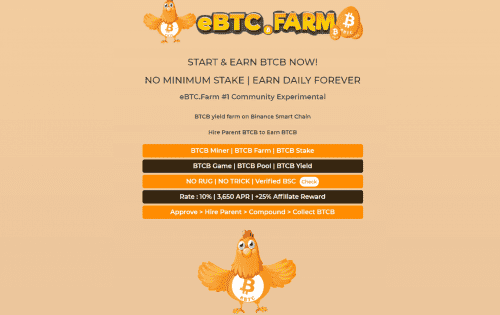 eBTC.FARM
START & EARN BTCB NOW!
NO MINIMUM STAKE | EARN DAILY FOREVER
eBTC.Farm #1 Community Experimental
BTCB yield farm on Binance Smart Chain
Hire Parent BTCB to Earn BTCB
BTCB Miner | BTCB Farm | BTCB Stake
BTCB Game | BTCB Pool | BTCB Yield
NO RUG | NO TRICK | Verified BSC Check
Rate : 10% | 3,650 APR | +25% Affiliate Reward
Approve > Hire Parent > Compound > Collect BTCB
eBTC